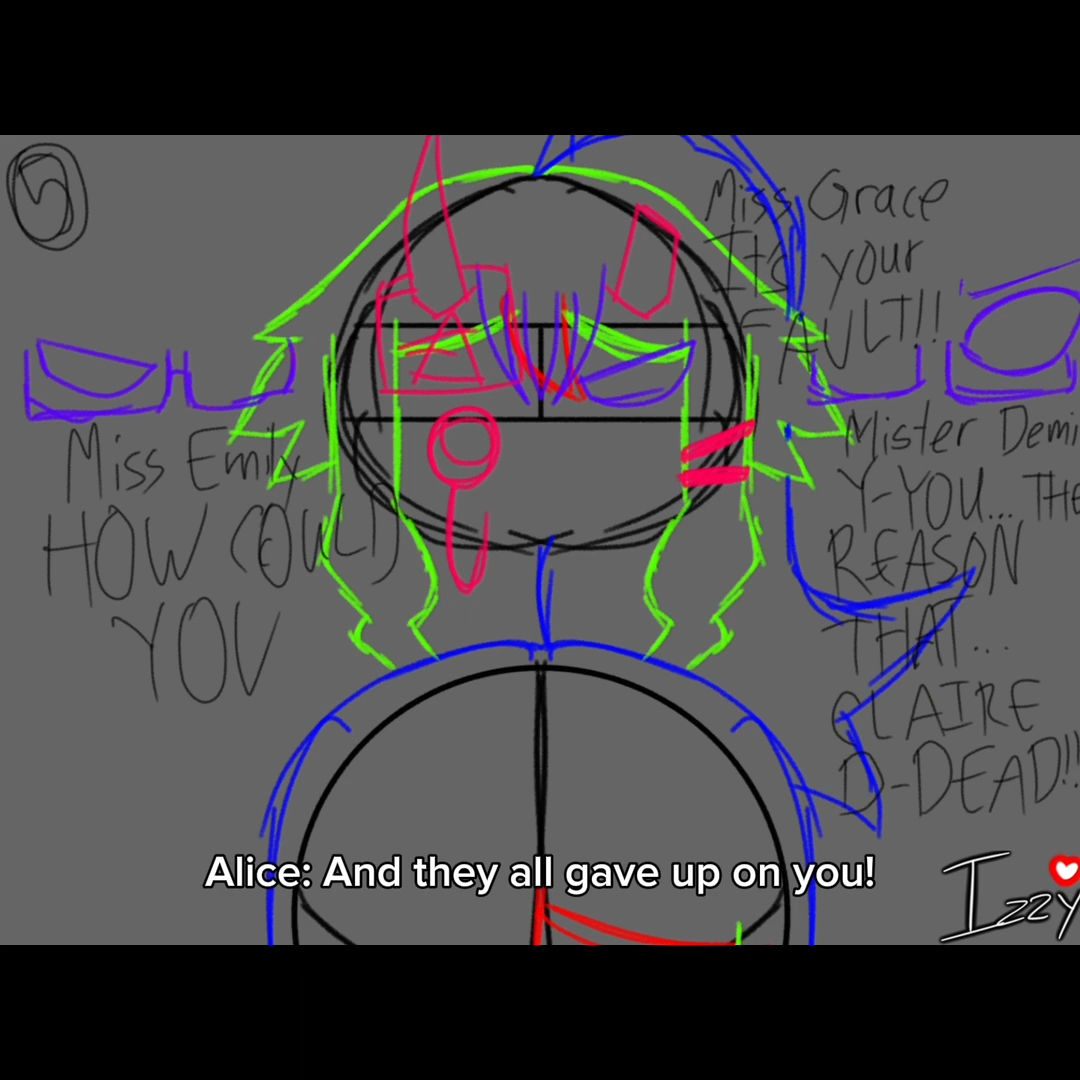 5
Miss Grace
It's your
FAULT!!
Miss Emily
HOW COULD
YOU
Mister Demi
Y-YOU... THE
REASON
THAT...
CLAIRE
D-DEAD!!
Alice: And they all gave up on you!
Izzy